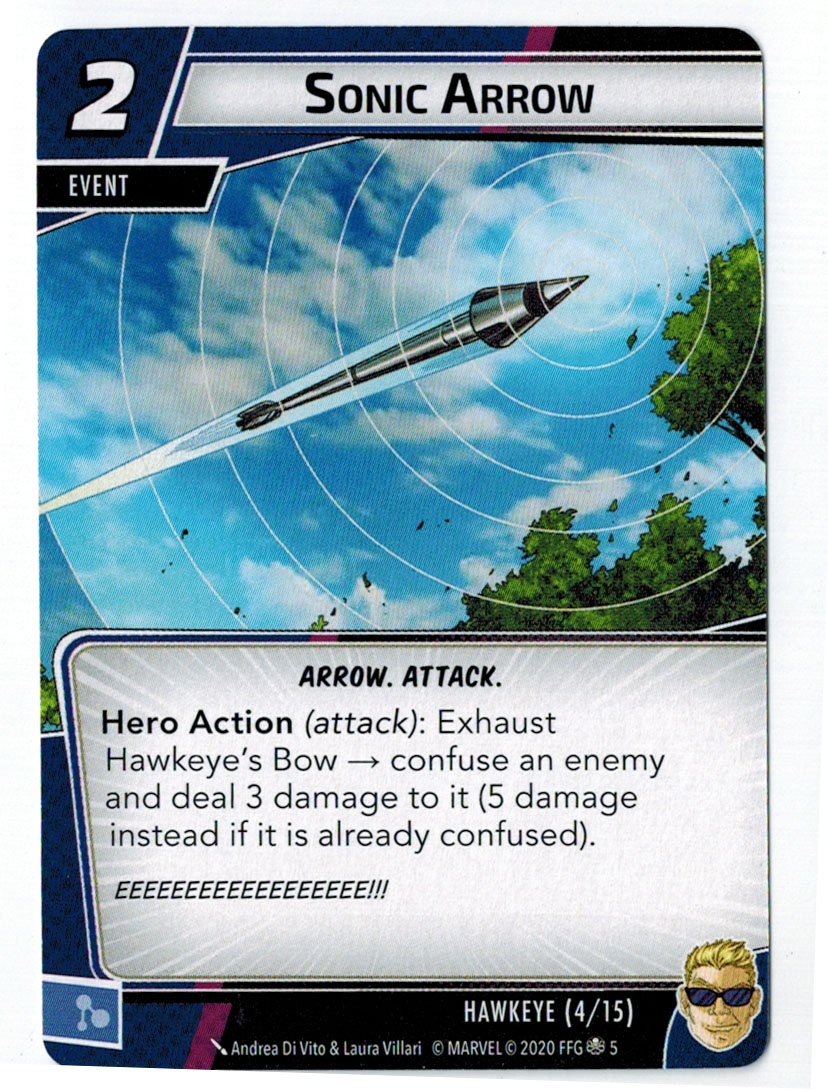 2
SONIC ARROW
EVENT
ARROW. ATTACK.
Hero Action (attack): Exhaust
Hawkeye's Bow → confuse an enemy
and deal 3 damage to it (5 damage
instead if it is already confused).
EEEEEEEEEEEEEEEEEE!!!
HAWKEYE (4/15)
Andrea Di Vito & Laura Villari © MARVEL © 2020 FFG 5